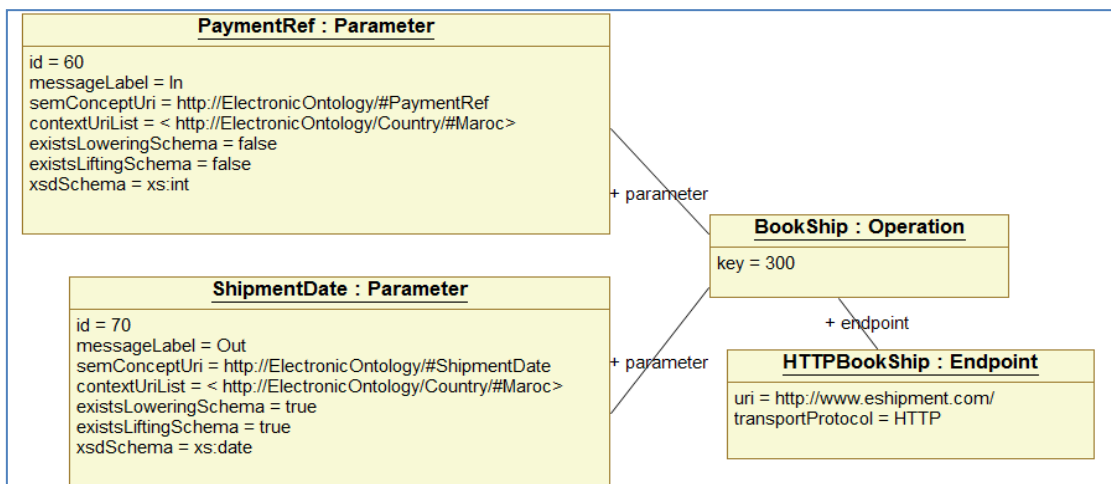 PaymentRef : Parameter
id = 60
messageLabel = In
semConceptUri = http://ElectronicOntology/#PaymentRef
contextUriList = < http://ElectronicOntology/Country/#Maroc>
existsLoweringSchema = false
existsLiftingSchema = false
xsdSchema = xs:int
+ parameter
BookShip : Operation
key = 300
ShipmentDate : Parameter
id = 70
messageLabel = Out
semConceptUri = http://ElectronicOntology/#ShipmentDate
contextUriList = < http://ElectronicOntology/Country/#Maroc>
existsLoweringSchema = true
existsLiftingSchema = true
xsdSchema = xs:date
+ parameter
+ endpoint
HTTPBookShip : Endpoint
uri = http://www.eshipment.com/
transportProtocol = HTTP